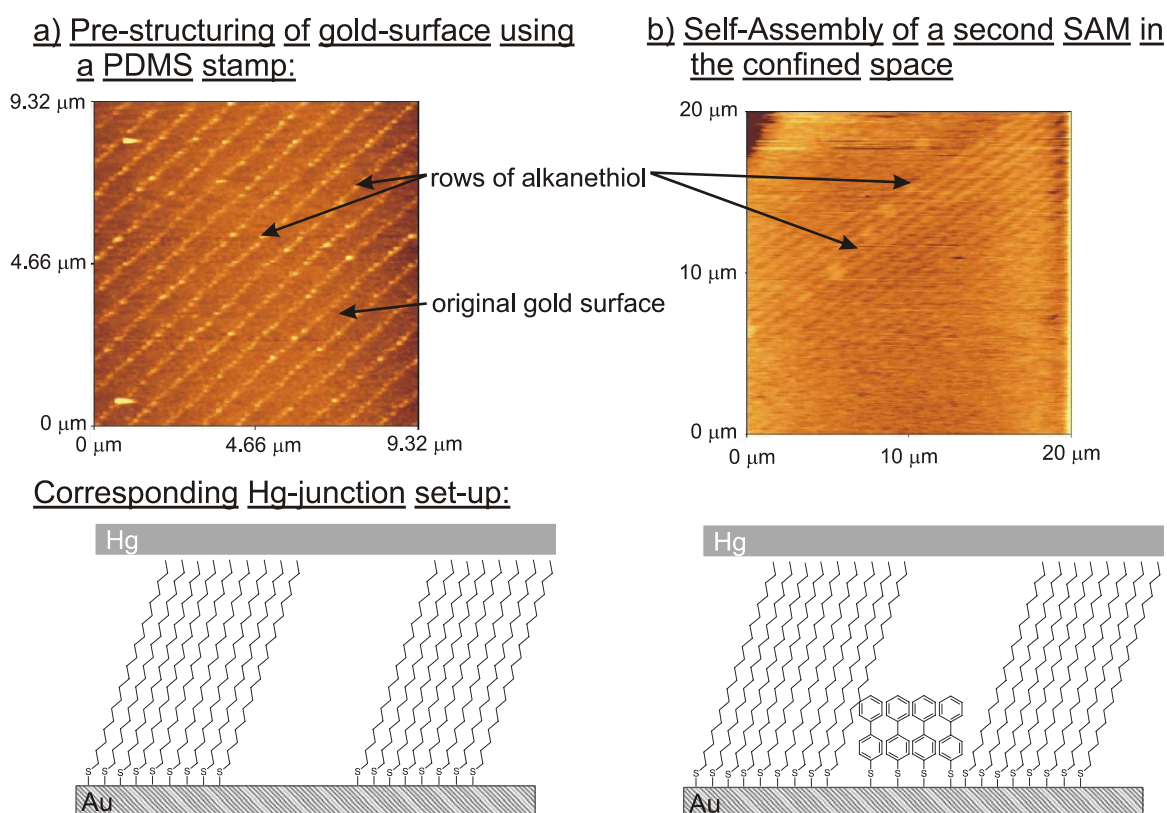 a) Pre-structuring of gold-surface using
a PDMS stamp:
b) Self-Assembly of a second SAM in
the confined space
9.32 μm
4.66 μm
0 μm
0 μm
4.66 μm
9.32 μm
rows of alkanethiol
original gold surface
20 μm
10 μm
0 μm
0 μm
10 μm
20 μm
Corresponding Hg-junction set-up:
Hg
S S S S S S S S S
S S S S S S S S
Au
Hg
S S S S S S S S S
S S S S
S S S S S S S S
Au